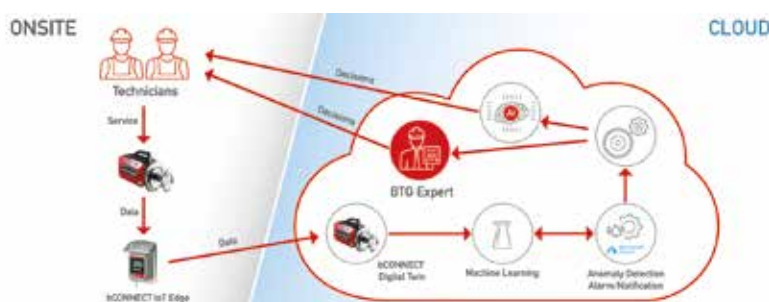 ONSITE
CLOUD
Technicians
Decisions
Decisions
AI
Service
BTG Expert
Data
Data
bCONNECT
Digital Twin
Machine Learning
Anomaly Detection
Alarm/Notification
bCONNECT IoT Edge